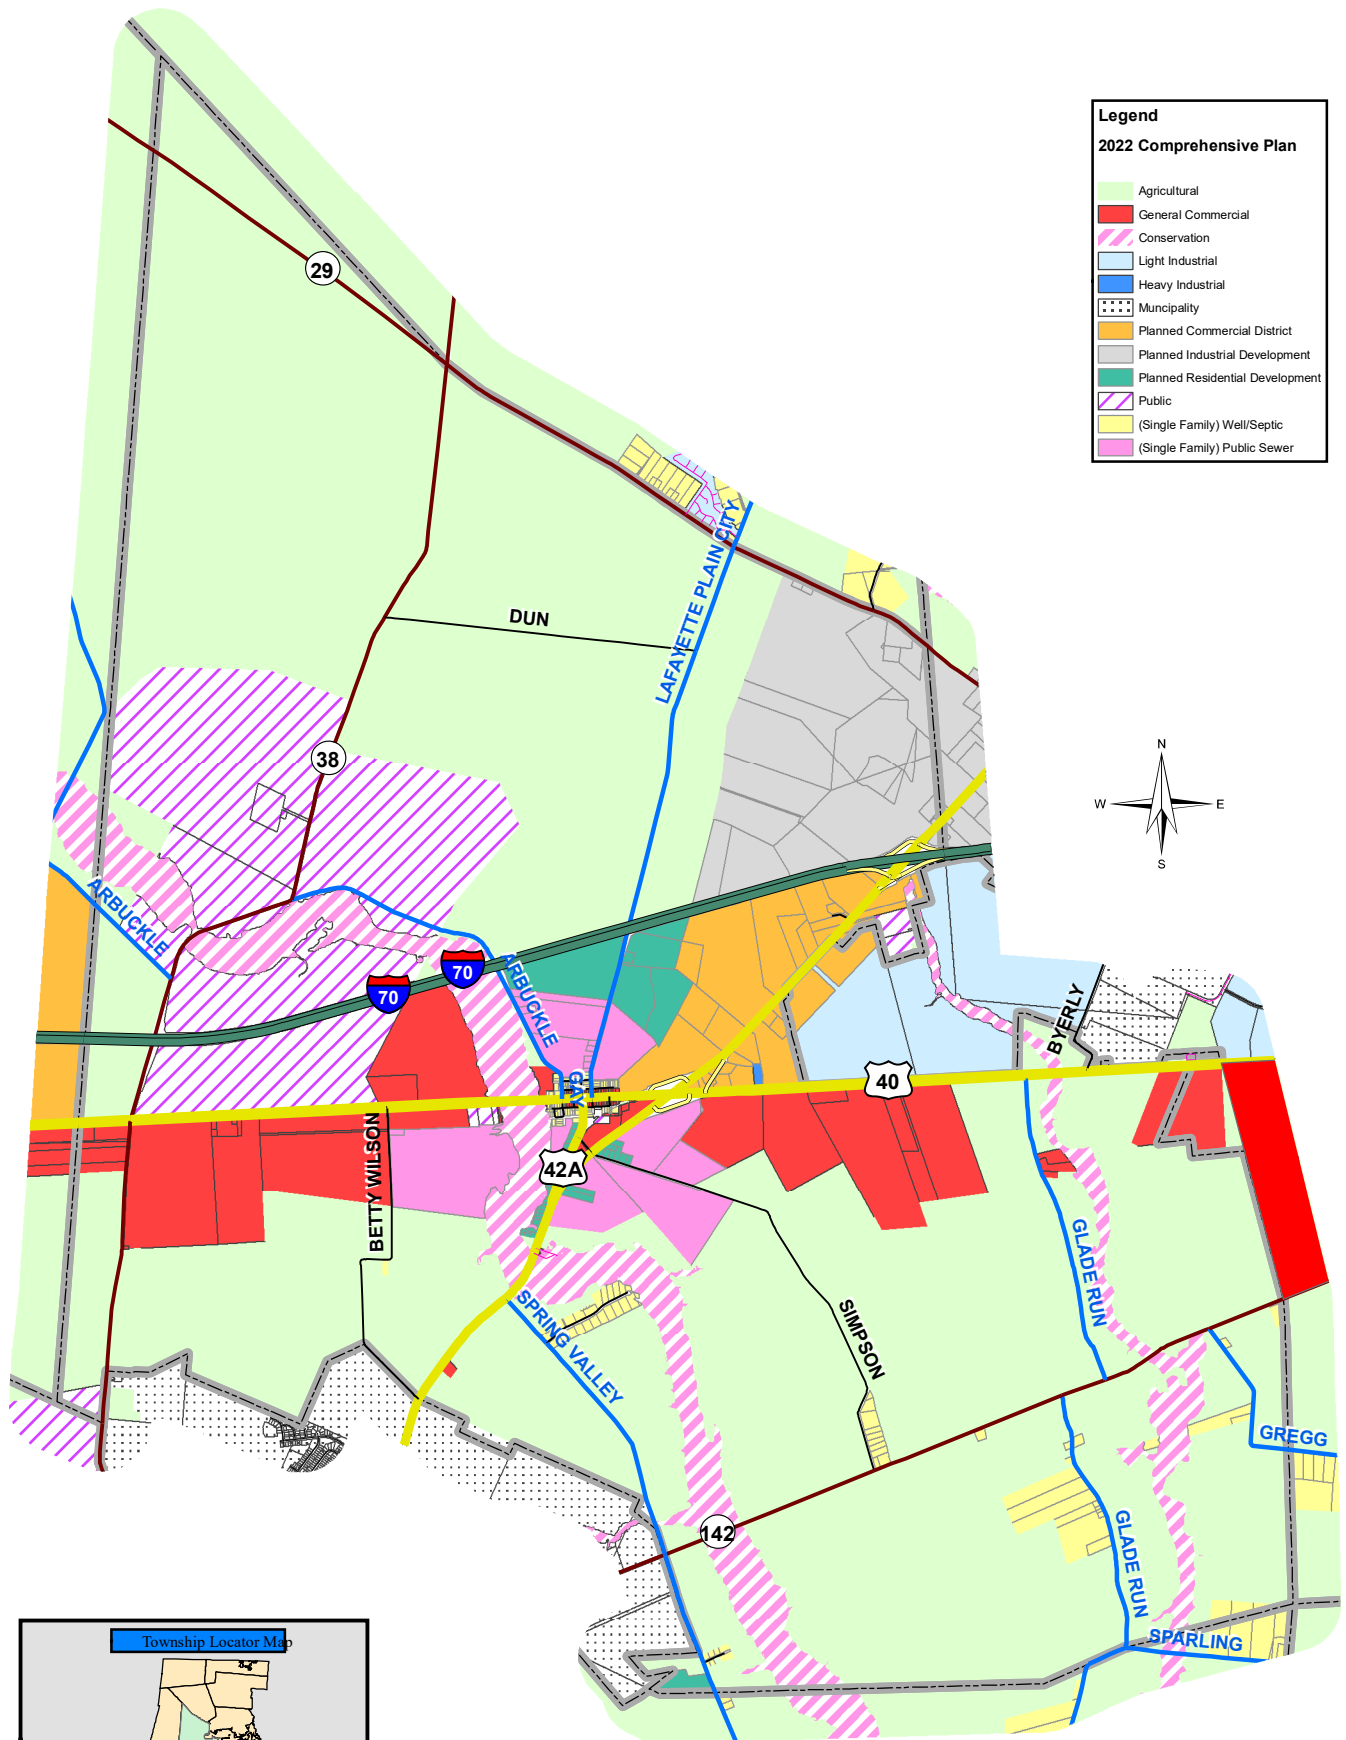 Legend
2022 Comprehensive Plan
Agricultural
General Commercial
Conservation
Light Industrial
Heavy Industrial
Muncipality
Planned Commercial District
Planned Industrial Development
Planned Residential Development
Public
(Single Family) Well/Septic
(Single Family) Public Sewer
29
LAFAYETTE PLAIN CITY
DUN
38
N
W
E
S
ARBUCKLE
ARBUCKLE
70
70
BYERLY
GAY
40
BETTY WILSON
42A
GLADE RUN
SPRING VALLEY
SIMPSON
GREGG
142
GLADE RUN
SPARLING
Township Locator Map